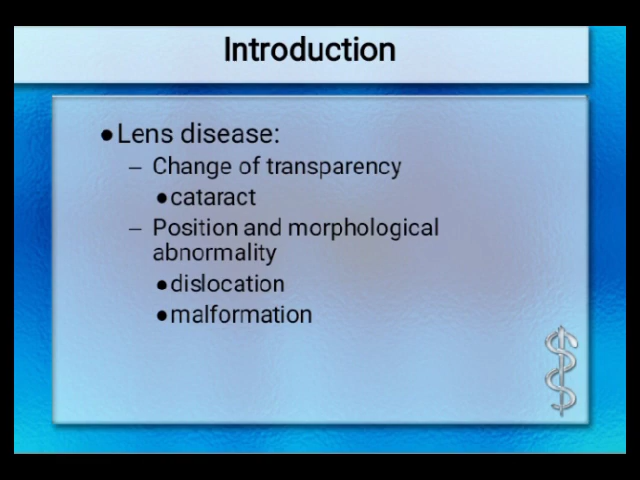 Introduction
●Lens disease:
– Change of transparency
●cataract
– Position and morphological
abnormality
●dislocation
●malformation